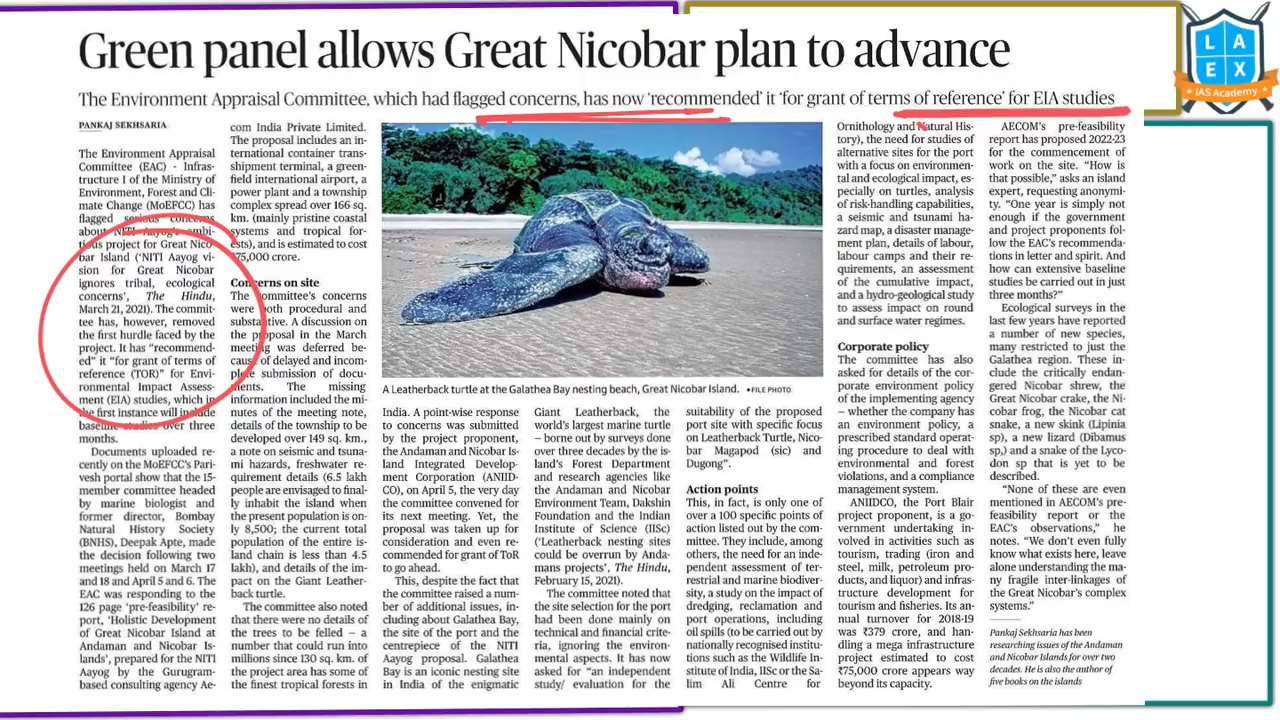 Green panel allows Great Nicobar plan to advance
The Environment Appraisal Committee, which had flagged concerns, has now ‘recommended’ it ‘for grant of terms of reference’ for EIA studies
PANKAJ SEKHSARIA
The Environment Appraisal
Committee (EAC) - Infras-
tructure I of the Ministry of
Environment, Forest and Cli-
mate Change (MoEFCC) has
flagged serious concerns
about NITI Aayog's ambi-
tious project for Great Nico-
bar Island (‘NITI Aayog vi-
sion for Great Nicobar
ignores tribal, ecological
concerns’, The Hindu,
March 21, 2021). The commit-
tee has, however, removed
the first hurdle faced by the
project. It has “recommend-
ed” it “for grant of terms of
reference (TOR)” for Envi-
ronmental Impact Assess-
ment (EIA) studies, which in
the first instance will include
baseline studies over three
months.
Documents uploaded re-
cently on the MoEFCC's Pari-
vesh portal show that the 15-
member committee headed
by marine biologist and
former director, Bombay
Natural History Society
(BNHS), Deepak Apte, made
the decision following two
meetings held on March 17
and 18 and April 5 and 6. The
EAC was responding to the
126 page ‘pre-feasibility’ re-
port, ‘Holistic Development
of Great Nicobar Island at
Andaman and Nicobar Is-
lands’, prepared for the NITI
Aayog by the Gurugram-
based consulting agency Ae-
com India Private Limited.
The proposal includes an in-
ternational container trans-
shipment terminal, a green-
field international airport, a
power plant and a township
complex spread over 166 sq.
km. (mainly pristine coastal
systems and tropical for-
ests), and is estimated to cost
₹75,000 crore.
Concerns on site
The committee's concerns
were both procedural and
substantive. A discussion on
the proposal in the March
meeting was deferred be-
cause of delayed and incom-
plete submission of docu-
ments. The missing
information included the mi-
nutes of the meeting note,
details of the township to be
developed over 149 sq. km.,
a note on seismic and tsuna-
mi hazards, freshwater re-
quirement details (6.5 lakh
people are envisaged to final-
ly inhabit the island when
the present population is on-
ly 8,500; the current total
population of the entire is-
land chain is less than 4.5
lakh), and details of the im-
pact on the Giant Leather-
back turtle.
The committee also noted
that there were no details of
the trees to be felled – a
number that could run into
millions since 130 sq. km. of
the project area has some of
the finest tropical forests in
A Leatherback turtle at the Galathea Bay nesting beach, Great Nicobar Island. •FILE PHOTO
India. A point-wise response
to concerns was submitted
by the project proponent,
the Andaman and Nicobar Is-
land Integrated Develop-
ment Corporation (ANIID-
CO), on April 5, the very day
the committee convened for
its next meeting. Yet, the
proposal was taken up for
consideration and even re-
commended for grant of ToR
to go ahead.
This, despite the fact that
the committee raised a num-
ber of additional issues, in-
cluding about Galathea Bay,
the site of the port and the
centrepiece of the NITI
Aayog proposal. Galathea
Bay is an iconic nesting site
in India of the enigmatic
Giant Leatherback, the
world's largest marine turtle
– borne out by surveys done
over three decades by the is-
land's Forest Department
and research agencies like
the Andaman and Nicobar
Environment Team, Dakshin
Foundation and the Indian
Institute of Science (IISc)
(‘Leatherback nesting sites
could be overrun by Anda-
mans projects’, The Hindu,
February 15, 2021).
The committee noted that
the site selection for the port
had been done mainly on
technical and financial crite-
ria, ignoring the environ-
mental aspects. It has now
asked for “an independent
study/ evaluation for the
suitability of the proposed
port site with specific focus
on Leatherback Turtle, Nico-
bar Magapod (sic) and
Dugong”.
Action points
This, in fact, is only one of
over a 100 specific points of
action listed out by the com-
mittee. They include, among
others, the need for an inde-
pendent assessment of ter-
restrial and marine biodiver-
sity, a study on the impact of
dredging, reclamation and
port operations, including
oil spills (to be carried out by
nationally recognised institu-
tions such as the Wildlife In-
stitute of India, IISc or the Sa-
lim Ali Centre for
Ornithology and Natural His-
tory), the need for studies of
alternative sites for the port
with a focus on environmen-
tal and ecological impact, es-
pecially on turtles, analysis
of risk-handling capabilities,
a seismic and tsunami ha-
zard map, a disaster manage-
ment plan, details of labour,
labour camps and their re-
quirements, an assessment
of the cumulative impact,
and a hydro-geological study
to assess impact on round
and surface water regimes.
Corporate policy
The committee has also
asked for details of the cor-
porate environment policy
of the implementing agency
– whether the company has
an environment policy, a
prescribed standard operat-
ing procedure to deal with
environmental and forest
violations, and a compliance
management system.
ANIIDCO, the Port Blair
project proponent, is a go-
vernment undertaking in-
volved in activities such as
tourism, trading (iron and
steel, milk, petroleum pro-
ducts, and liquor) and infras-
tructure development for
tourism and fisheries. Its an-
nual turnover for 2018-19
was ₹379 crore, and han-
dling a mega infrastructure
project estimated to cost
₹75,000 crore appears way
beyond its capacity.
AECOM's pre-feasibility
report has proposed 2022-23
for the commencement of
work on the site. “How is
that possible,” asks an island
expert, requesting anonymi-
ty. “One year is simply not
enough if the government
and project proponents fol-
low the EAC's recommenda-
tions in letter and spirit. And
how can extensive baseline
studies be carried out in just
three months?”
Ecological surveys in the
last few years have reported
a number of new species,
many restricted to just the
Galathea region. These in-
clude the critically endan-
gered Nicobar shrew, the
Great Nicobar crake, the Ni-
cobar frog, the Nicobar cat
snake, a new skink (Lipinia
sp), a new lizard (Dibamus
sp,) and a snake of the Lyco-
don sp that is yet to be
described.
“None of these are even
mentioned in AECOM's pre-
feasibility report or the
EAC's observations,” he
notes. “We don't even fully
know what exists here, leave
alone understanding the ma-
ny fragile inter-linkages of
the Great Nicobar's complex
systems.”
Pankaj Sekhsaria has been
researching issues of the Andaman
and Nicobar Islands for over two
decades. He is also the author of
five books on the islands
L A
E X
IAS Academy